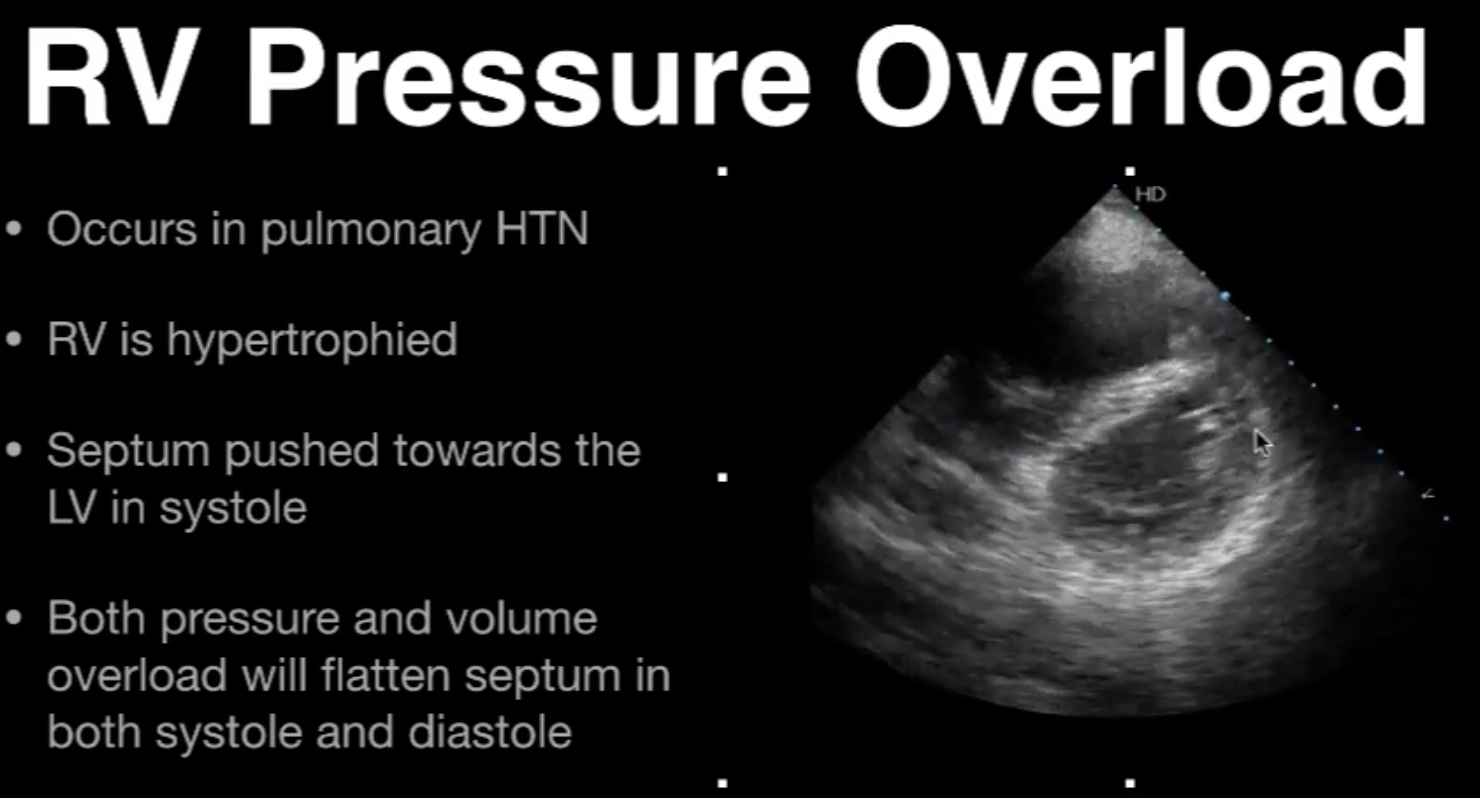 RV Pressure Overload
HD
• Occurs in pulmonary HTN
• RV is hypertrophied
• Septum pushed towards the
LV in systole
• Both pressure and volume
overload will flatten septum in
both systole and diastole